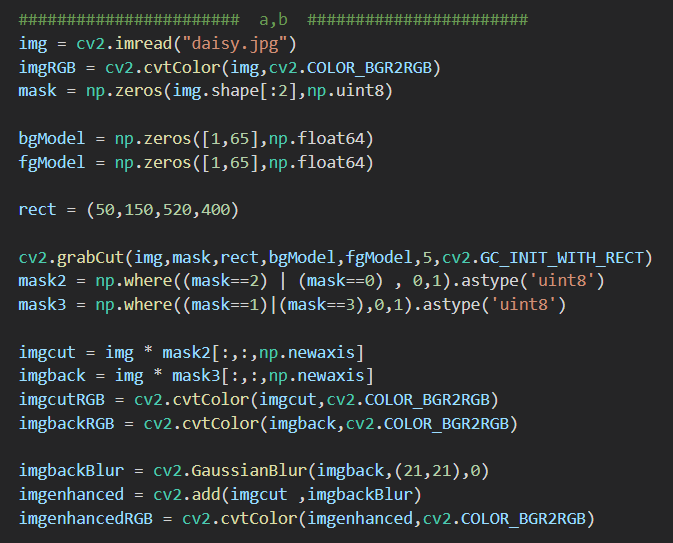 ####################### a,b #######################
img = cv2.imread("daisy.jpg")
imgRGB = cv2.cvtColor(img,cv2.COLOR_BGR2RGB)
mask = np.zeros(img.shape[:2],np.uint8)
bgModel = np.zeros([1,65],np.float64)
fgModel = np.zeros([1,65],np.float64)
rect = (50,150,520,400)
cv2.grabCut(img,mask,rect,bgModel,fgModel,5,cv2.GC_INIT_WITH_RECT)
mask2 = np.where((mask==2) | (mask==0) , 0,1).astype('uint8')
mask3 = np.where((mask==1)|(mask==3),0,1).astype('uint8')
imgcut = img * mask2[:,:,np.newaxis]
imgback = img * mask3[:,:,np.newaxis]
imgcutRGB = cv2.cvtColor(imgcut,cv2.COLOR_BGR2RGB)
imgbackRGB = cv2.cvtColor(imgback,cv2.COLOR_BGR2RGB)
imgbackBlur = cv2.GaussianBlur(imgback,(21,21),0)
imgenhanced = cv2.add(imgcut ,imgbackBlur)
imgenhancedRGB = cv2.cvtColor(imgenhanced,cv2.COLOR_BGR2RGB)